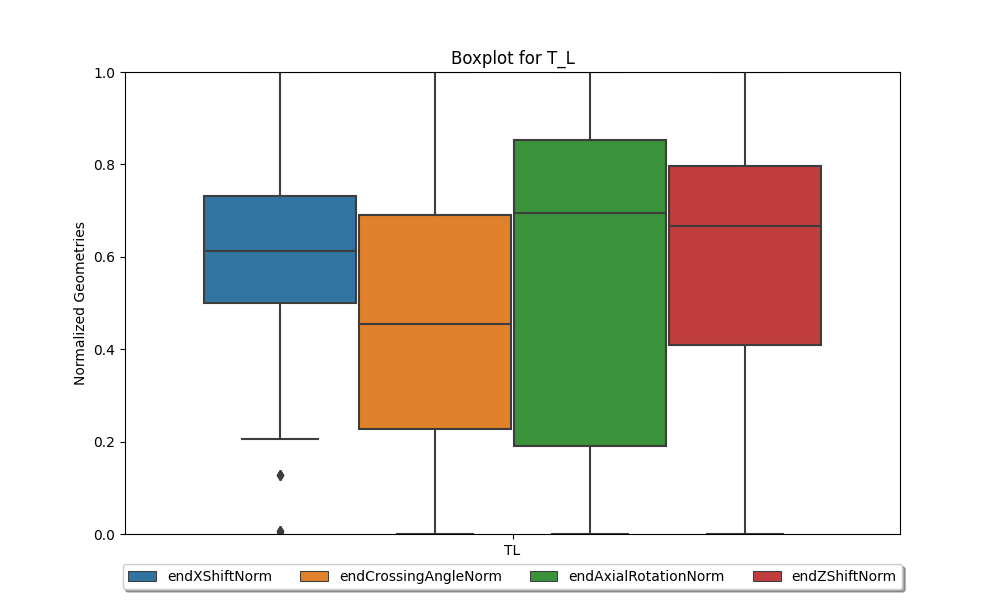 Boxplot for T_L
Normalized Geometries
1.0
0.8
0.6
0.4
0.2
0.0
TL
endXShiftNorm endCrossingAngleNorm endAxialRotationNorm endZShiftNorm